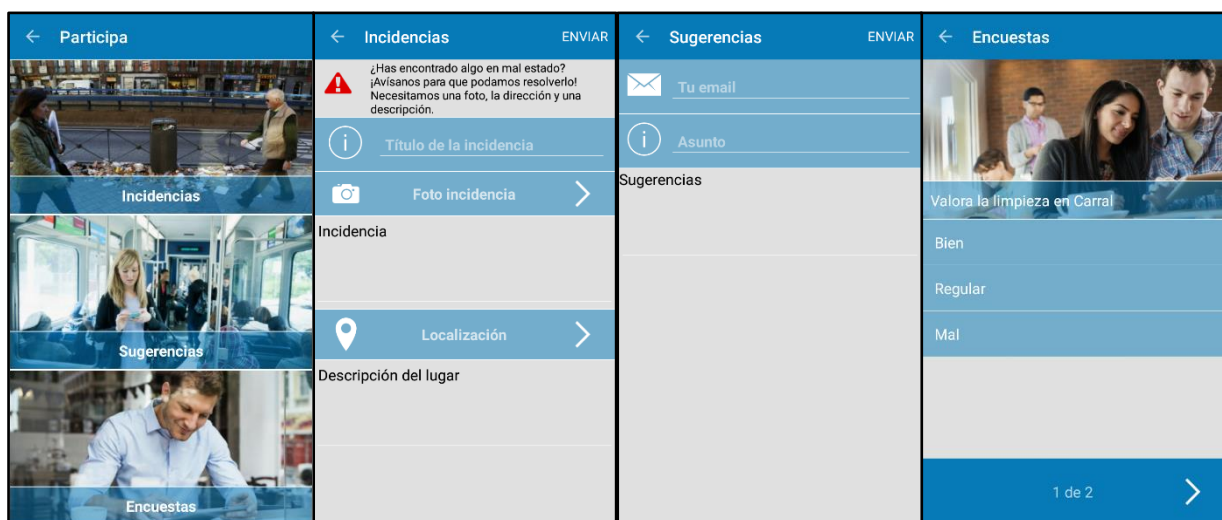 Participa
Incidencias
Sugerencias
Encuestas
Incidencias
ENVIAR
¿Has encontrado algo en mal estado?
¡Avísanos para que podamos resolverlo!
Necesitamos una foto, la dirección y una
descripción.
Título de la incidencia
Foto incidencia
Incidencia
Localización
Descripción del lugar
Sugerencias
ENVIAR
Tu email
Asunto
Sugerencias
Encuestas
Valora la limpieza en Carral
Bien
Regular
Mal
1 de 2